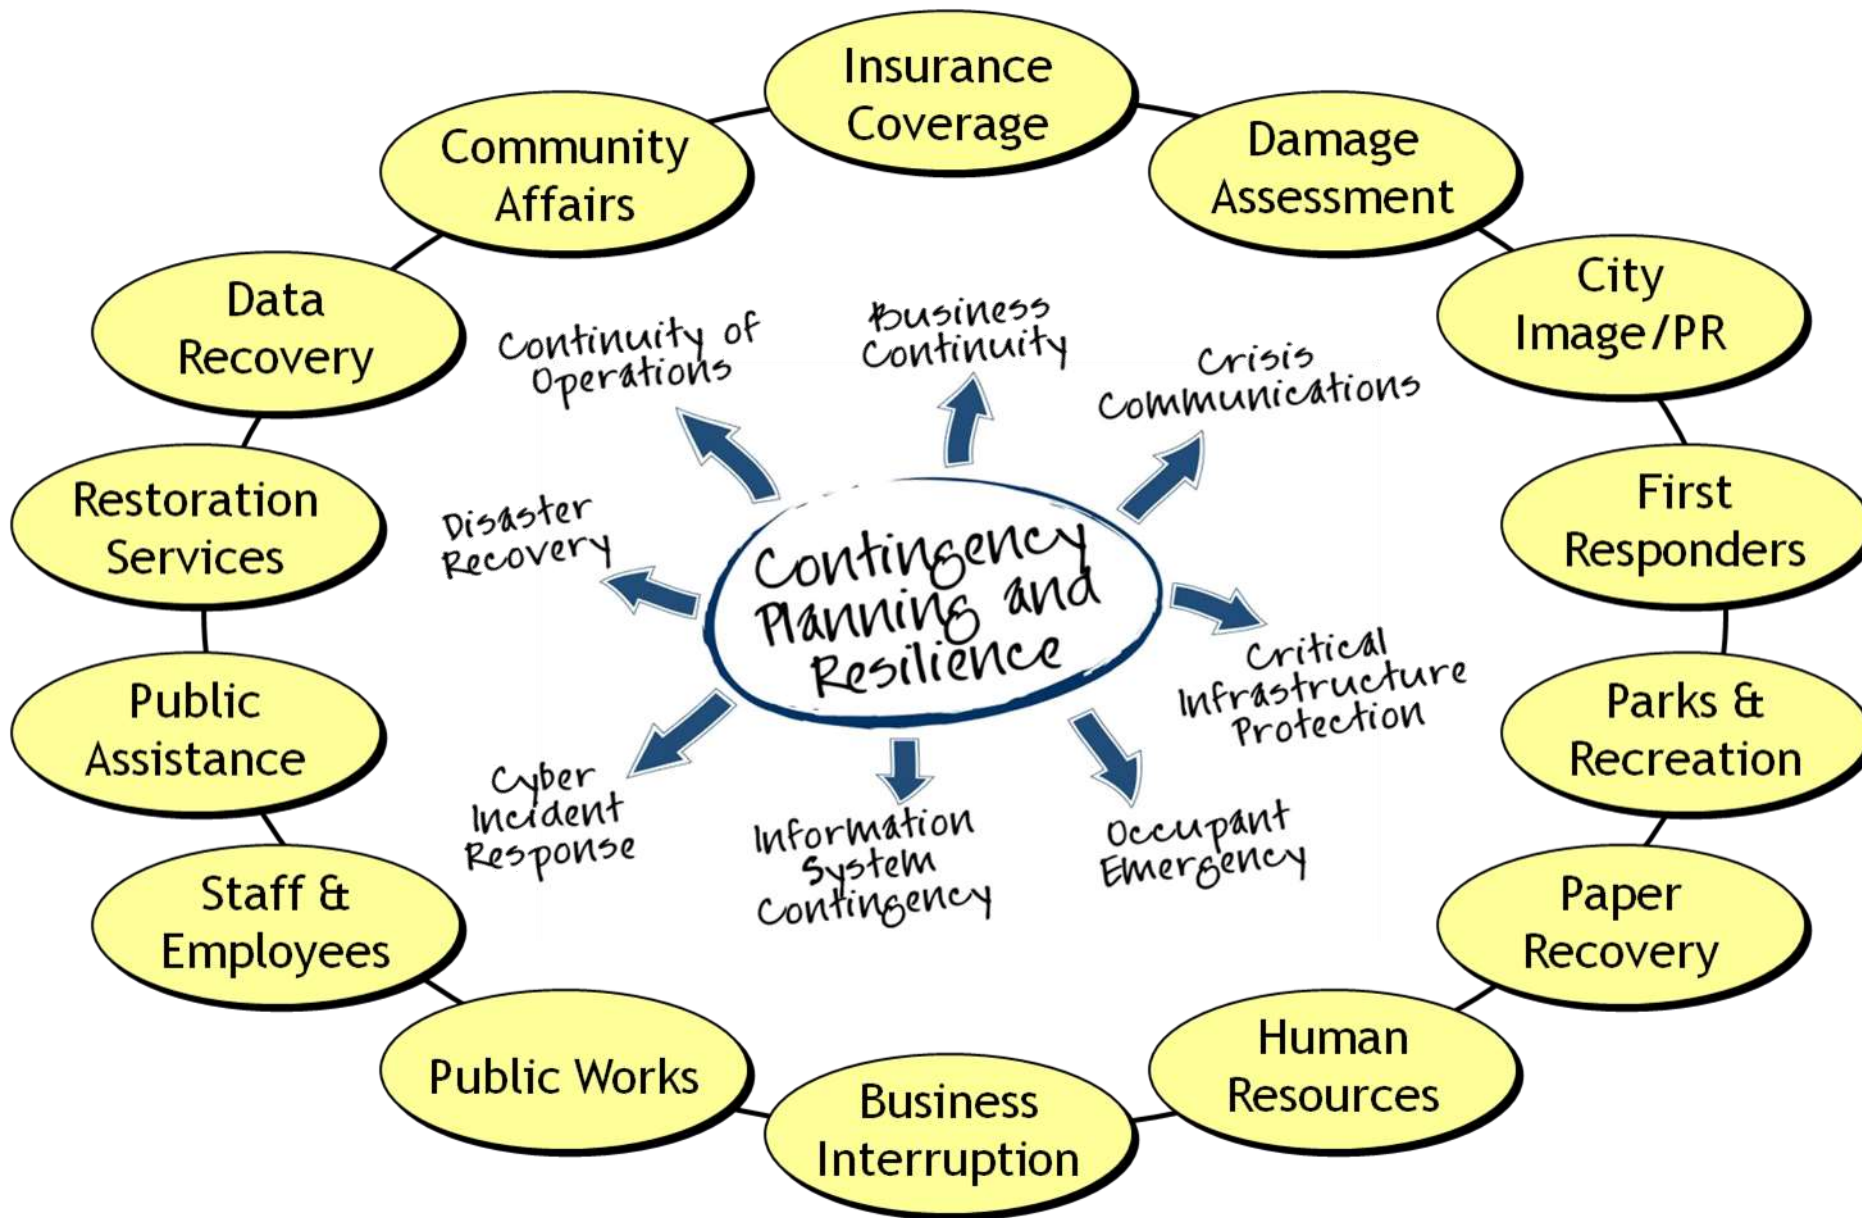 Insurance
Coverage
Damage
Assessment
City
Image/PR
First
Responders
Parks &
Recreation
Paper
Recovery
Human
Resources
Business
Interruption
Public Works
Staff &
Employees
Public
Assistance
Restoration
Services
Data
Recovery
Community
Affairs
Contingency
Planning and
Resilience
Business
Continuity
Crisis
Communications
Critical
Infrastructure
Protection
Occupant
Emergency
Information
System
Contingency
Cyber
Incident
Response
Disaster
Recovery
Continuity of
Operations